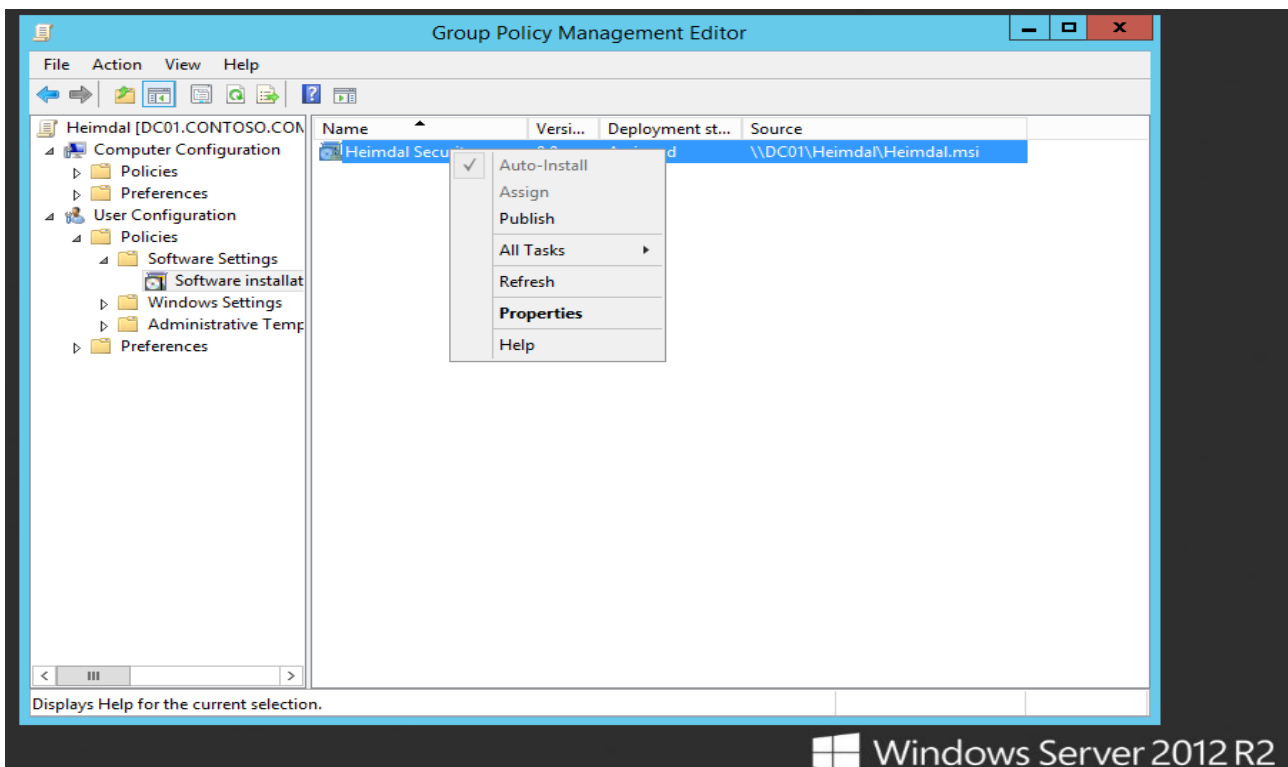 Group Policy Management Editor
File Action View Help
Heimdal [DC01.CONTOSO.CON
Computer Configuration
Policies
Preferences
User Configuration
Policies
Software Settings
Software installat
Windows Settings
Administrative Temp
Preferences
Name Versi... Deployment st... Source
Heimdal Secu \\DC01\Heimdal\Heimdal.msi
Auto-Install
Assign
Publish
All Tasks
Refresh
Properties
Help
Displays Help for the current selection.
Windows Server 2012 R2